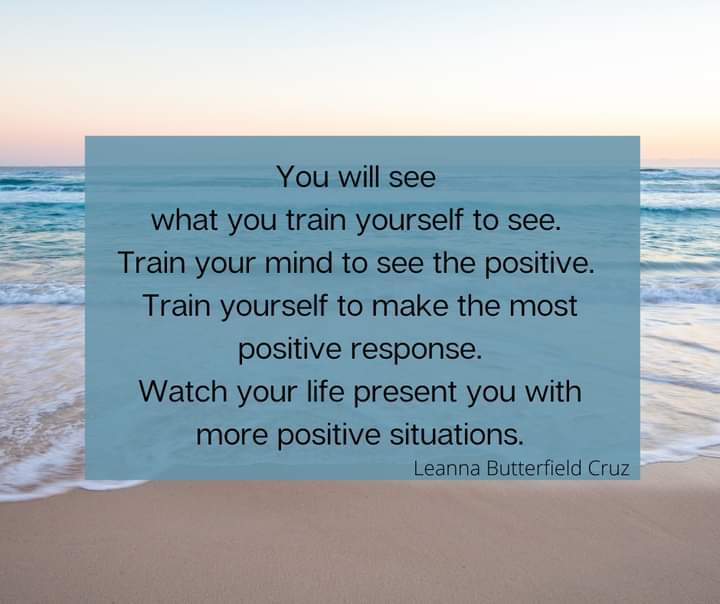 You will see
what you train yourself to see.
Train your mind to see the positive.
Train yourself to make the most
positive response.
Watch your life present you with
more positive situations.
Leanna Butterfield Cruz